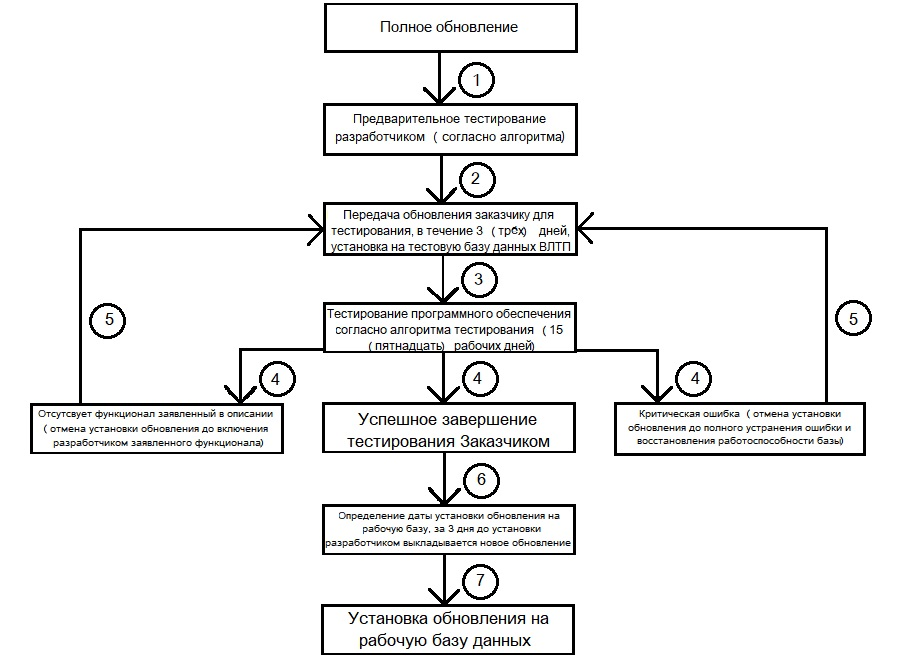 Полное обновление
1
Предварительное тестирование
разработчиком ( согласно алгоритма)
2
Передача обновления заказчику для
тестирования, в течение 3 ( трёх) дней,
установка на тестовую базу данных ВЛТП
3
Тестирование программного обеспечения
согласно алгоритма тестирования ( 15
( пятнадцать) рабочих дней)
5
5
4
4
4
Отсутсвует функционал заявленный в описании
( отмена установки обновления до включения
разработчиком заявленного функционала)
Успешное завершение
тестирования Заказчиком
Критическая ошибка ( отмена установки
обновления до полного устранения ошибки и
восстановления работоспособности базы)
6
Определение даты установки обновления на
рабочую базу, за 3 дня до установки
разработчиком выкладывается новое обновление
7
Установка обновления на
рабочую базу данных